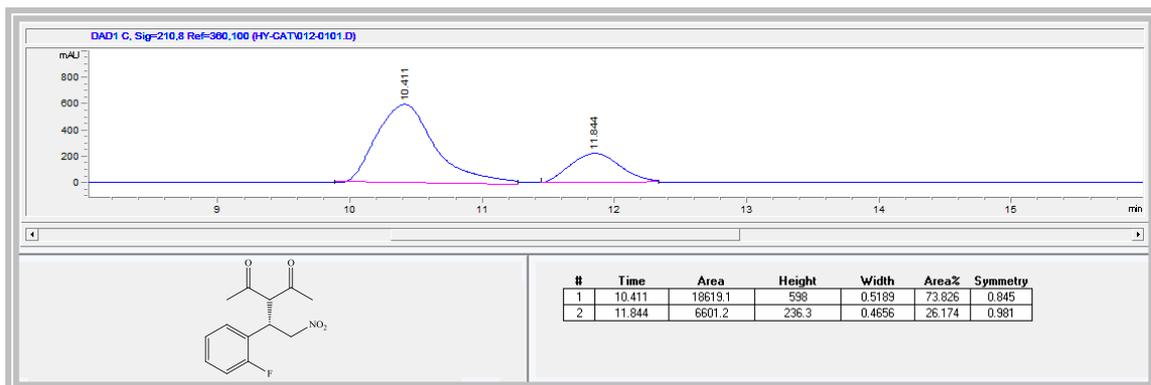 DAD1 C, Sig=210,8 Ref=360,100 (HY-CAT\012-0101.D)
mAU
800
600
400
200
0
10.411
11.844
9 10 11 12 13 14 15 min
O O
NO2
F
# Time Area Height Width Area% Symmetry
1 10.411 18619.1 598 0.5189 73.826 0.845
2 11.844 6601.2 236.3 0.4656 26.174 0.981